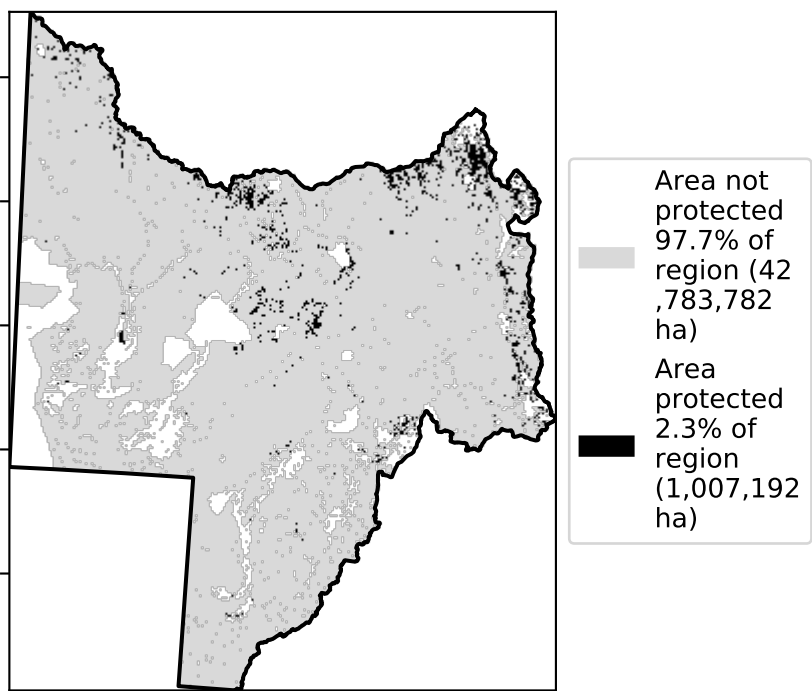 Area not
protected
97.7% of
region (42
,783,782
ha)
Area
protected
2.3% of
region
(1,007,192
ha)